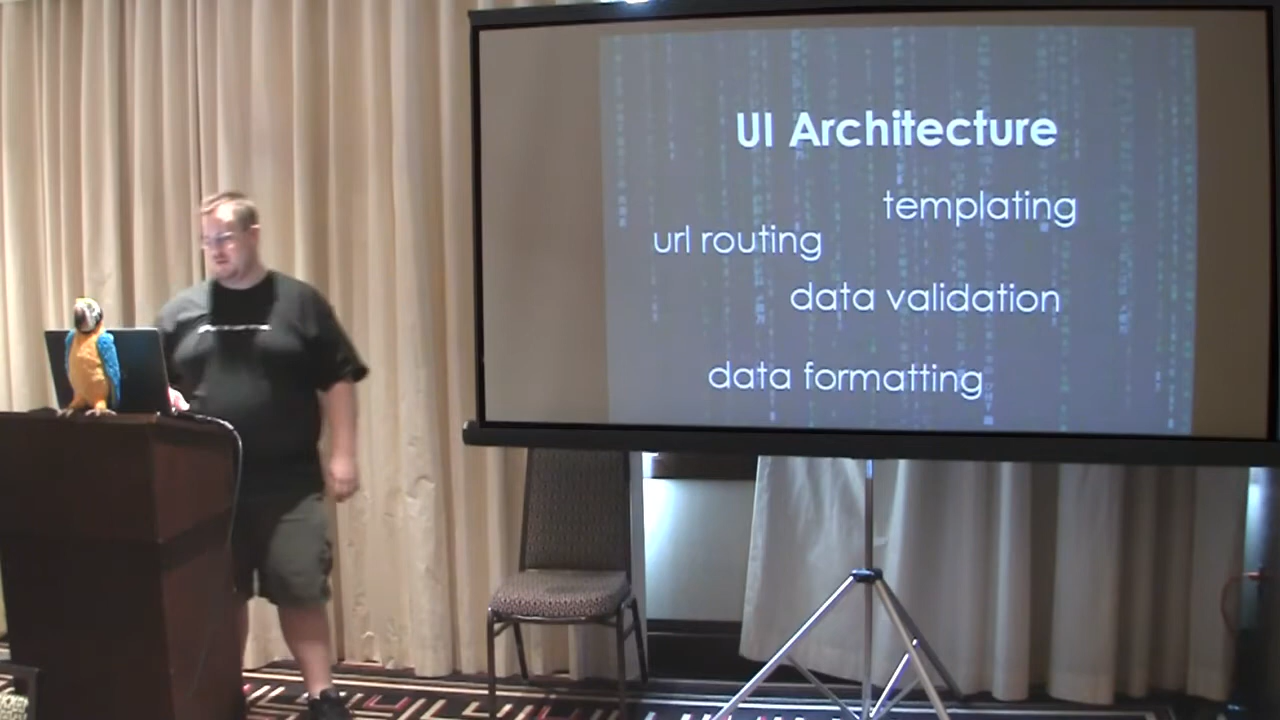 UI Architecture
templating
url routing
data validation
data formatting